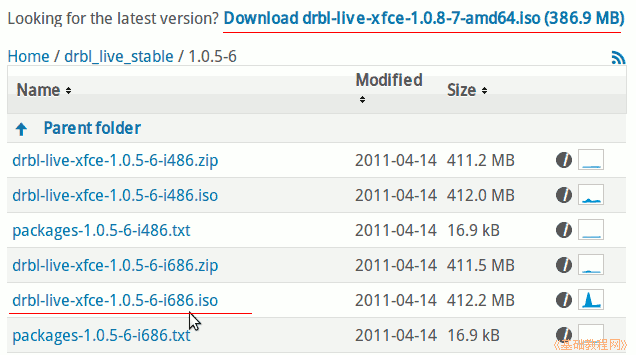 Looking for the latest version? Download drbl-live-xfce-1.0.8-7-amd64.iso (386.9 MB)
Home / drbl_live_stable / 1.0.5-6
Name Modified Size
Parent folder
drbl-live-xfce-1.0.5-6-i486.zip 2011-04-14 411.2 MB
drbl-live-xfce-1.0.5-6-i486.iso 2011-04-14 412.0 MB
packages-1.0.5-6-i486.txt 2011-04-14 16.9 kB
drbl-live-xfce-1.0.5-6-i686.zip 2011-04-14 411.5 MB
drbl-live-xfce-1.0.5-6-i686.iso 2011-04-14 412.2 MB
packages-1.0.5-6-i686.txt 2011-04-14 16.9 kB
《基础教程网》